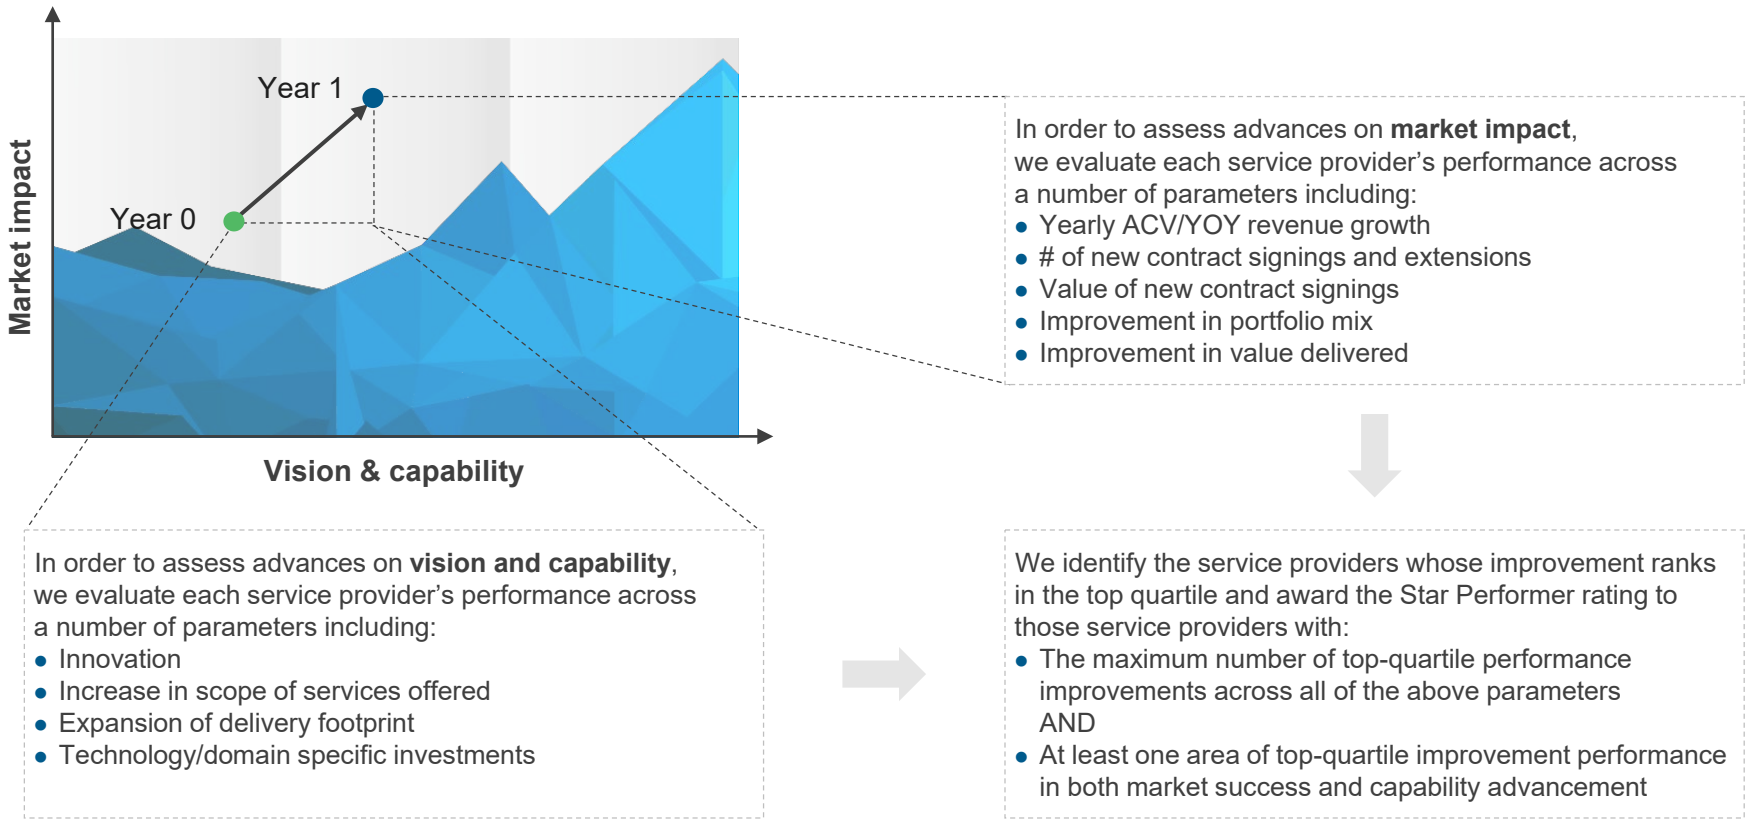 Year 1
Year 0
Market impact
Vision & capability
In order to assess advances on market impact,
we evaluate each service provider’s performance across
a number of parameters including:
● Yearly ACV/YOY revenue growth
● # of new contract signings and extensions
● Value of new contract signings
● Improvement in portfolio mix
● Improvement in value delivered
In order to assess advances on vision and capability,
we evaluate each service provider’s performance across
a number of parameters including:
● Innovation
● Increase in scope of services offered
● Expansion of delivery footprint
● Technology/domain specific investments
We identify the service providers whose improvement ranks
in the top quartile and award the Star Performer rating to
those service providers with:
● The maximum number of top-quartile performance
improvements across all of the above parameters
AND
● At least one area of top-quartile improvement performance
in both market success and capability advancement